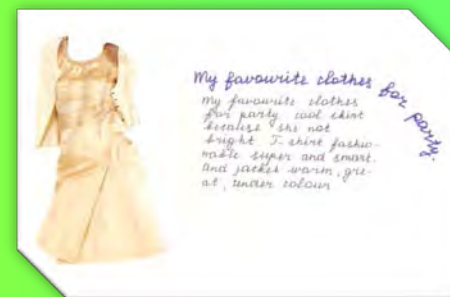 My favourite clothes for party.
My favourite clothes
for party cool skirt
because she not
bright. T-shirt fashio-
nable super and smart.
And jacket warm, gre-
at, under colour